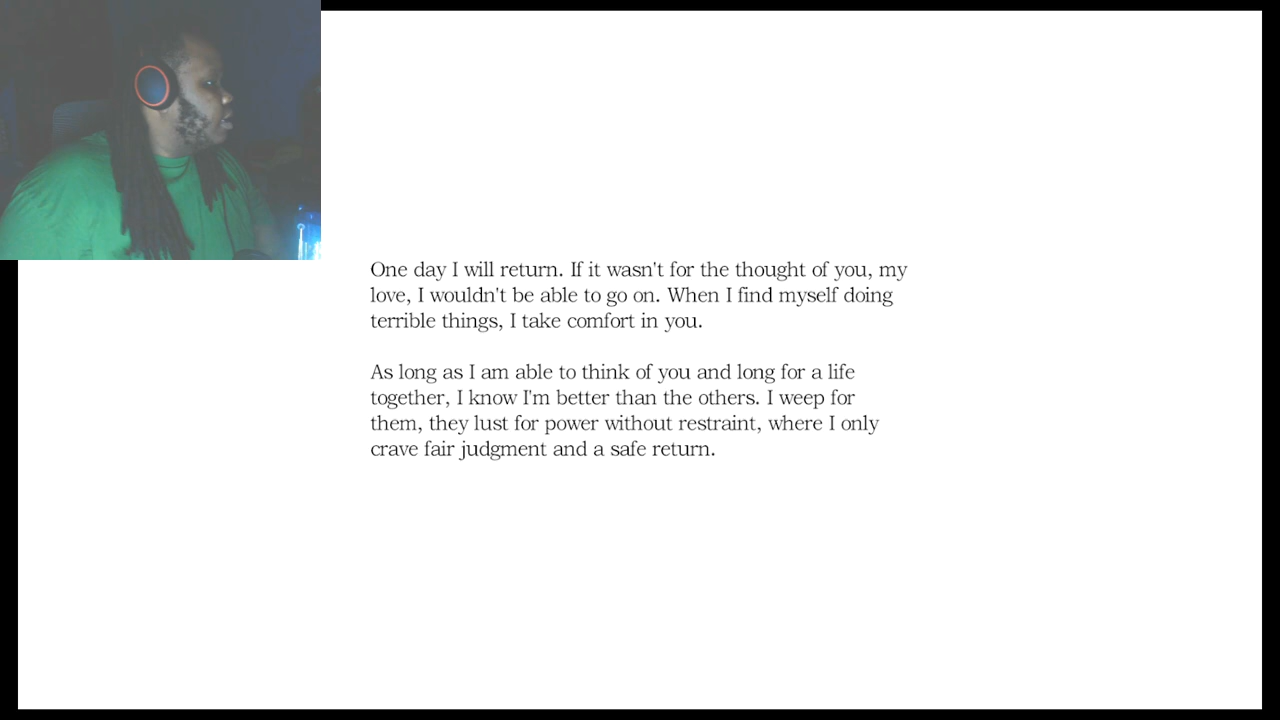 One day I will return. If it wasn't for the thought of you, my
love, I wouldn't be able to go on. When I find myself doing
terrible things, I take comfort in you.
As long as I am able to think of you and long for a life
together, I know I'm better than the others. I weep for
them, they lust for power without restraint, where I only
crave fair judgment and a safe return.